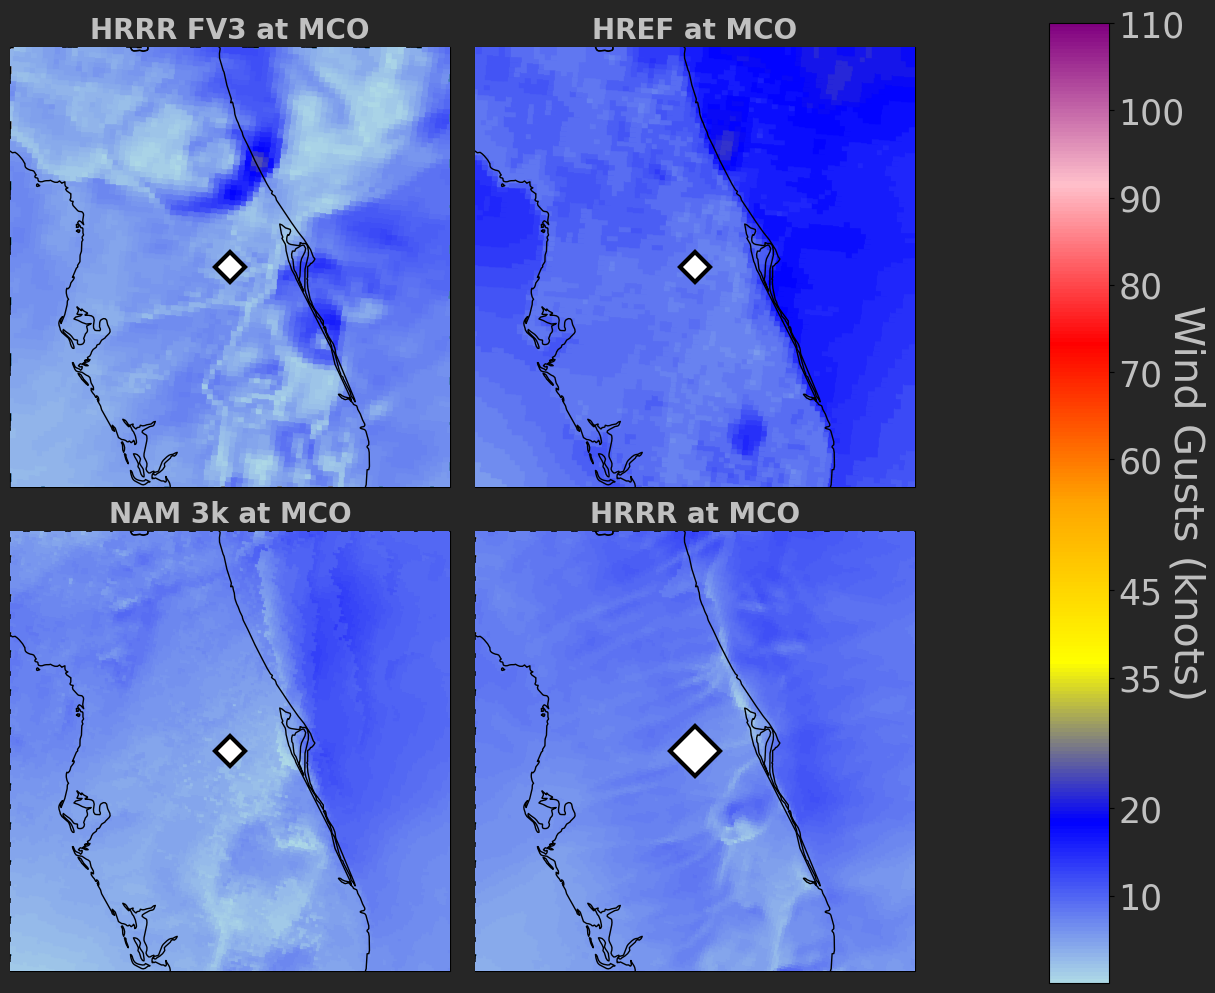 HRRR FV3 at MCO
HREF at MCO
NAM 3k at MCO
HRRR at MCO
110
100
90
80
70
60
45
35
20
10
Wind Gusts (knots)